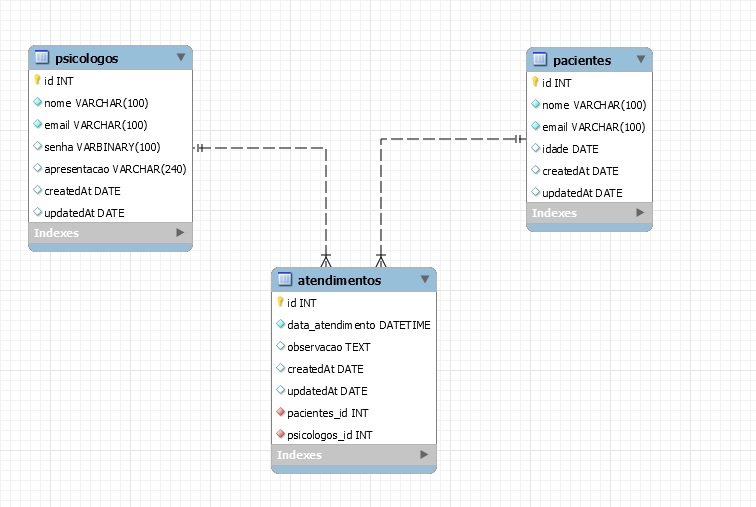 psicologos
id INT
nome VARCHAR(100)
email VARCHAR(100)
senha VARBINARY(100)
apresentacao VARCHAR(240)
createdAt DATE
updatedAt DATE
Indexes
pacientes
id INT
nome VARCHAR(100)
email VARCHAR(100)
idade DATE
createdAt DATE
updatedAt DATE
Indexes
atendimentos
id INT
data_atendimento DATETIME
observacao TEXT
createdAt DATE
updatedAt DATE
pacientes_id INT
psicologos_id INT
Indexes